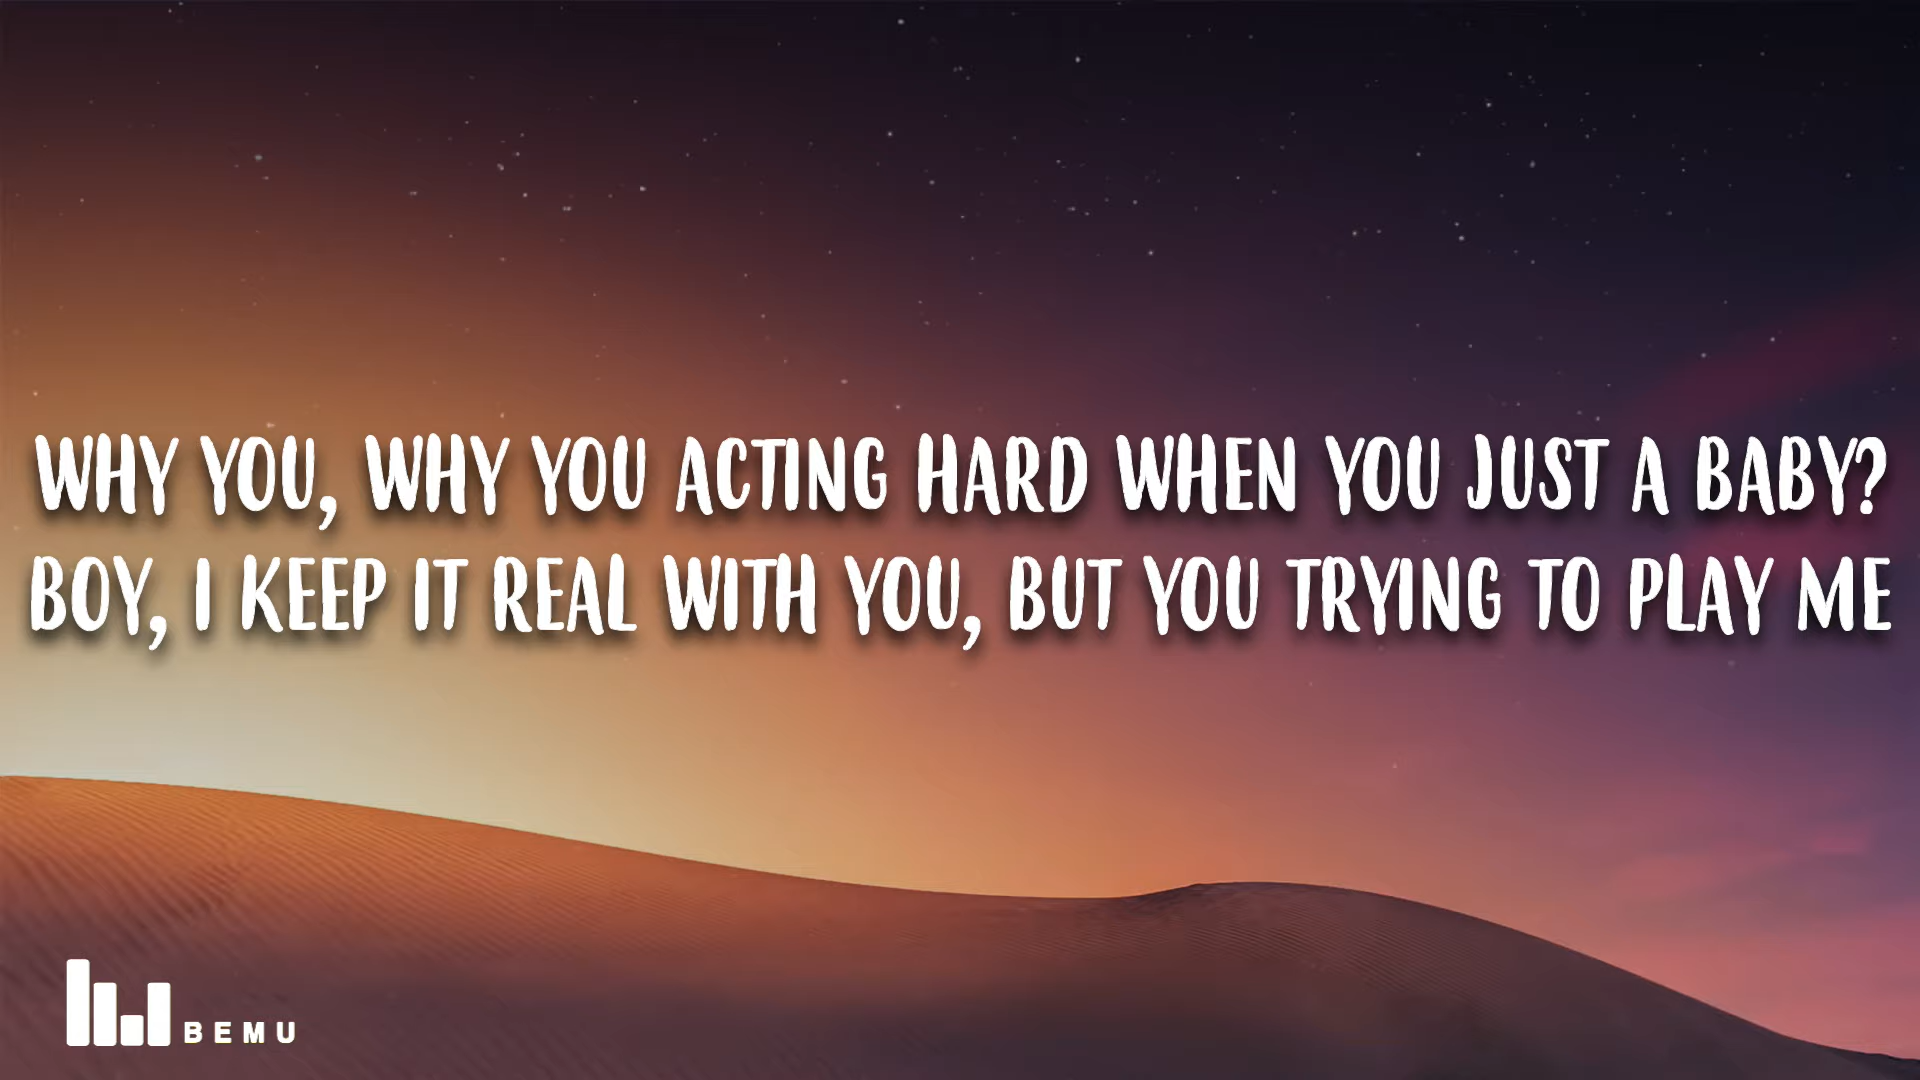 WHY YOU, WHY YOU ACTING HARD WHEN YOU JUST A BABY?
BOY, I KEEP IT REAL WITH YOU, BUT YOU TRYING TO PLAY ME
BEMU